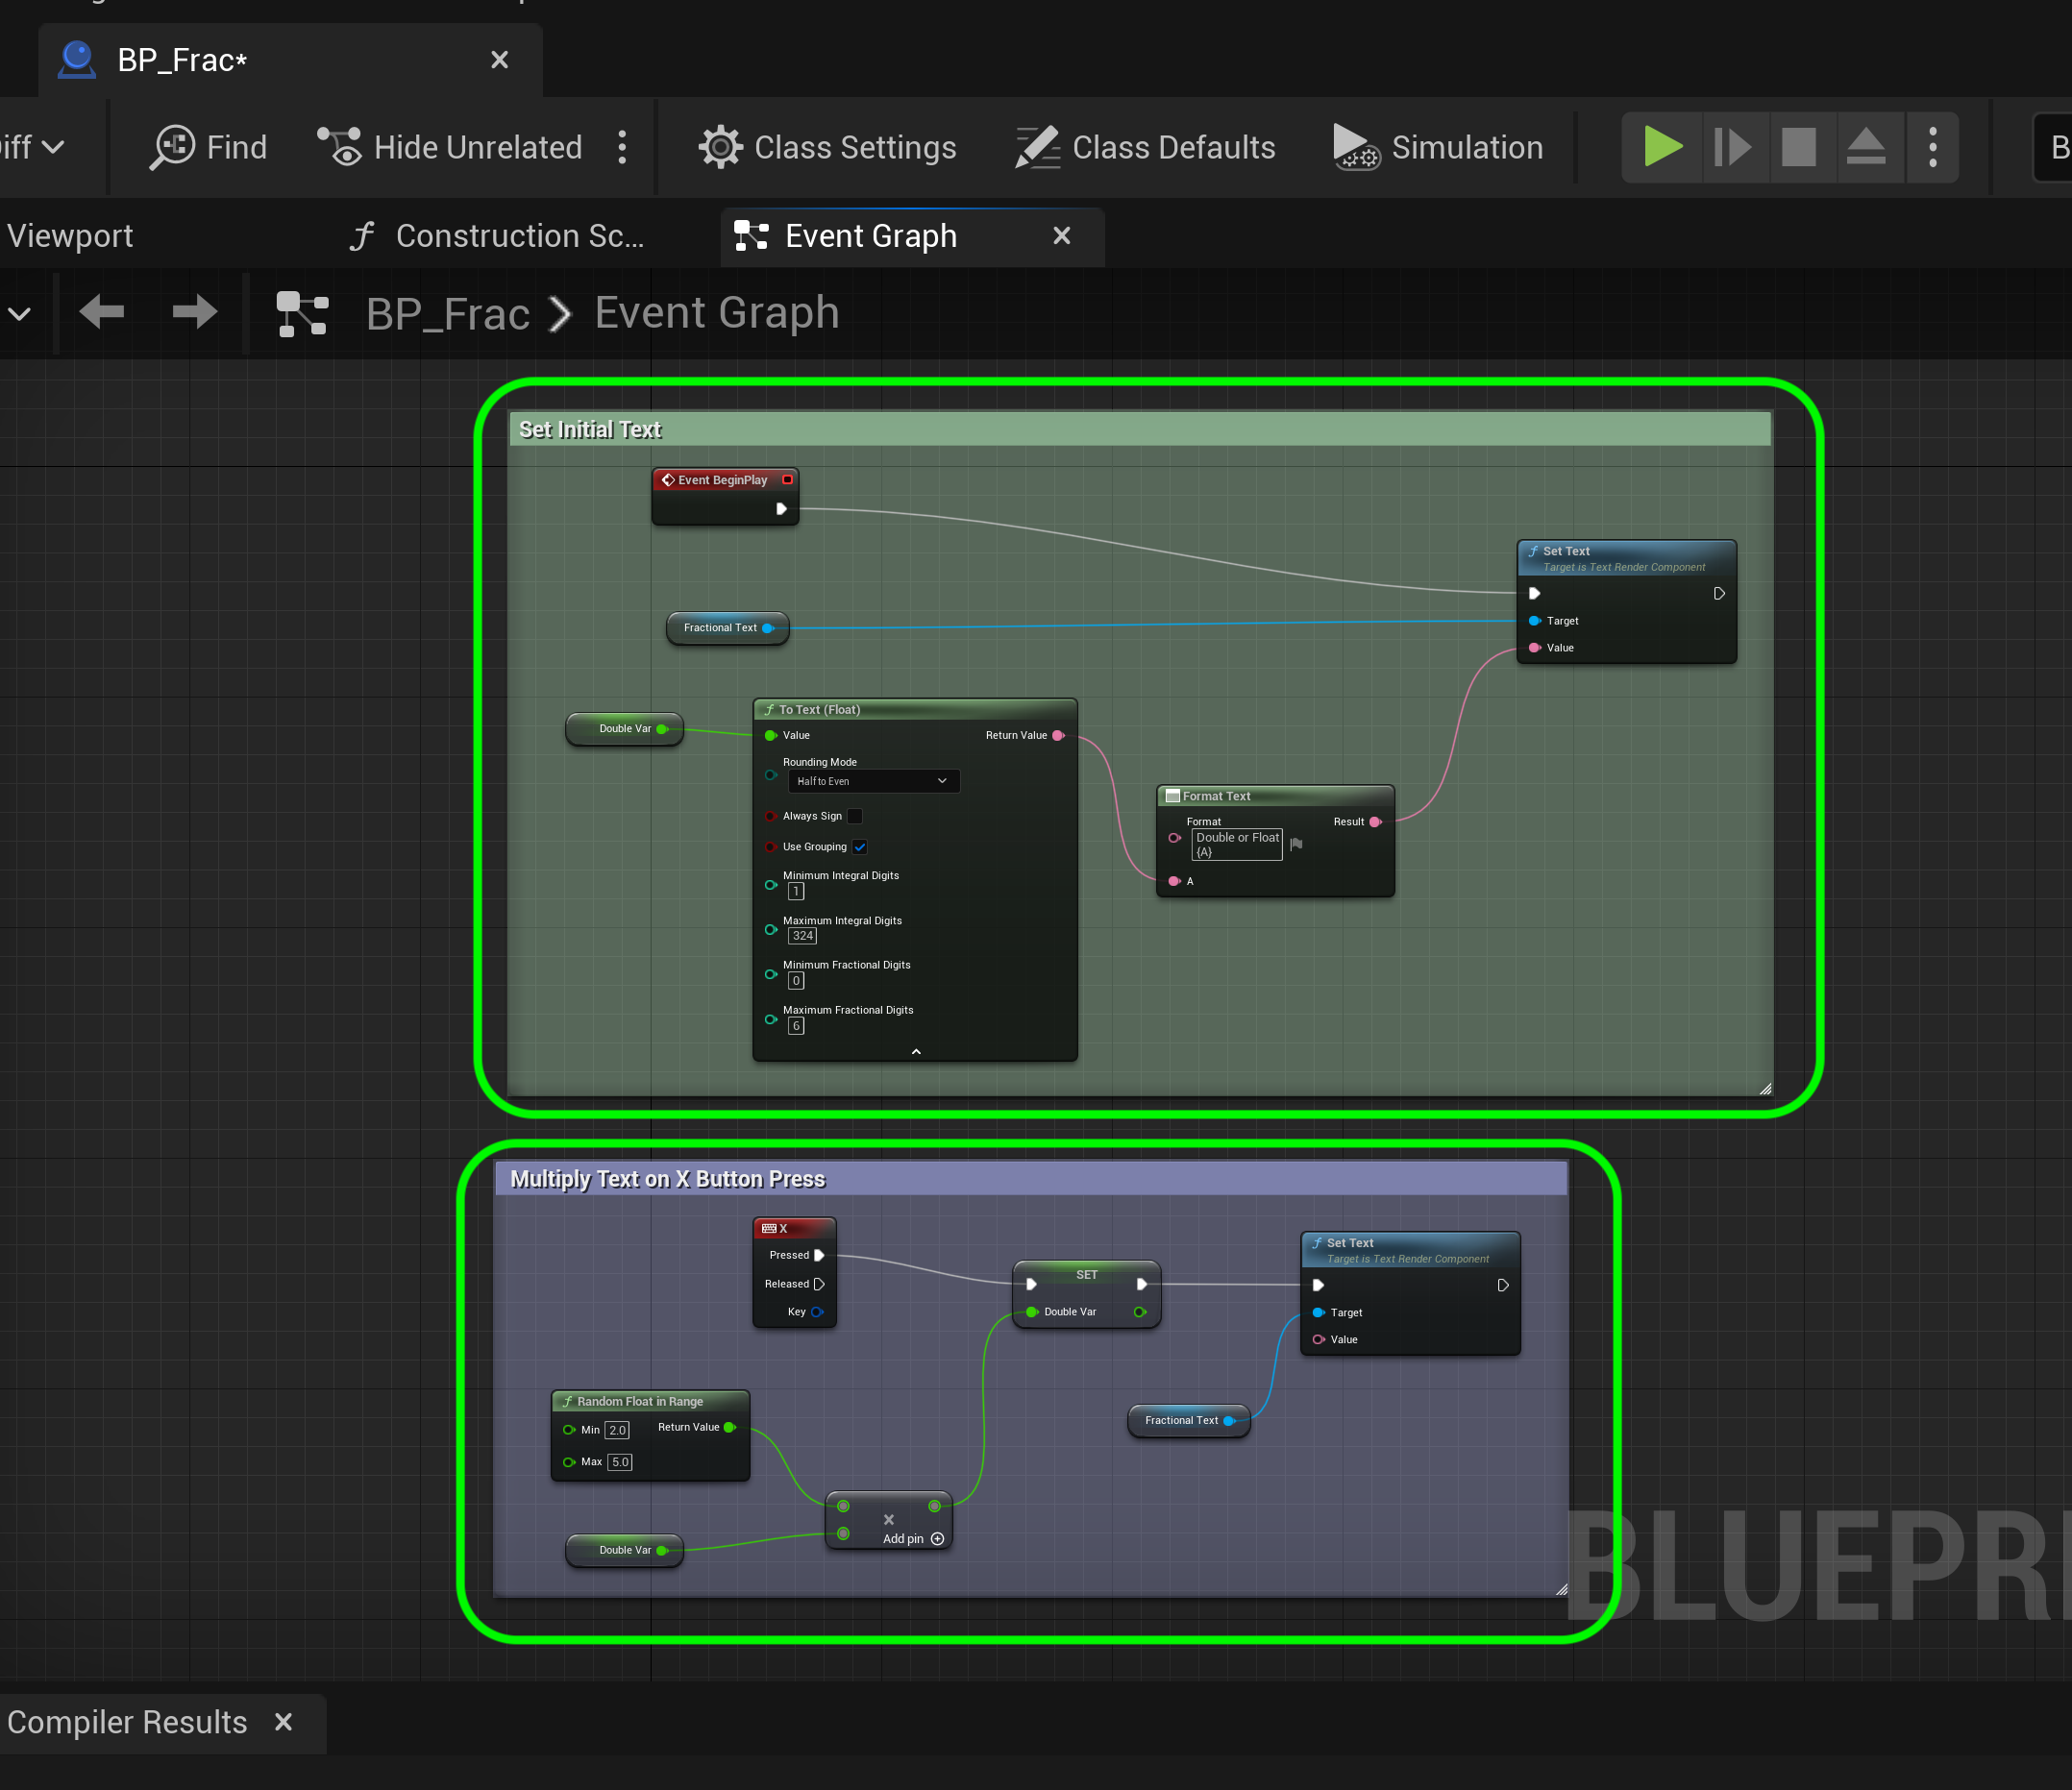 BP_Frac*
Find
Hide Unrelated
Class Settings
Class Defaults
Simulation
Viewport
Construction Sc...
Event Graph
BP_Frac
Event Graph
Set Initial Text
Event BeginPlay
Set Text
Target is Text Render Component
Target
Value
Fractional Text
Double Var
To Text (Float)
Value
Return Value
Rounding Mode
Half to Even
Always Sign
Use Grouping
Minimum Integral Digits
1
Maximum Integral Digits
324
Minimum Fractional Digits
0
Maximum Fractional Digits
6
Format Text
Format
Result
Double or Float
{A}
A
Multiply Text on X Button Press
X
Pressed
Released
Key
SET
Double Var
Set Text
Target is Text Render Component
Target
Value
Random Float in Range
Min 2.0
Return Value
Max 5.0
Fractional Text
Add pin
Double Var
BLUEPRI
Compiler Results